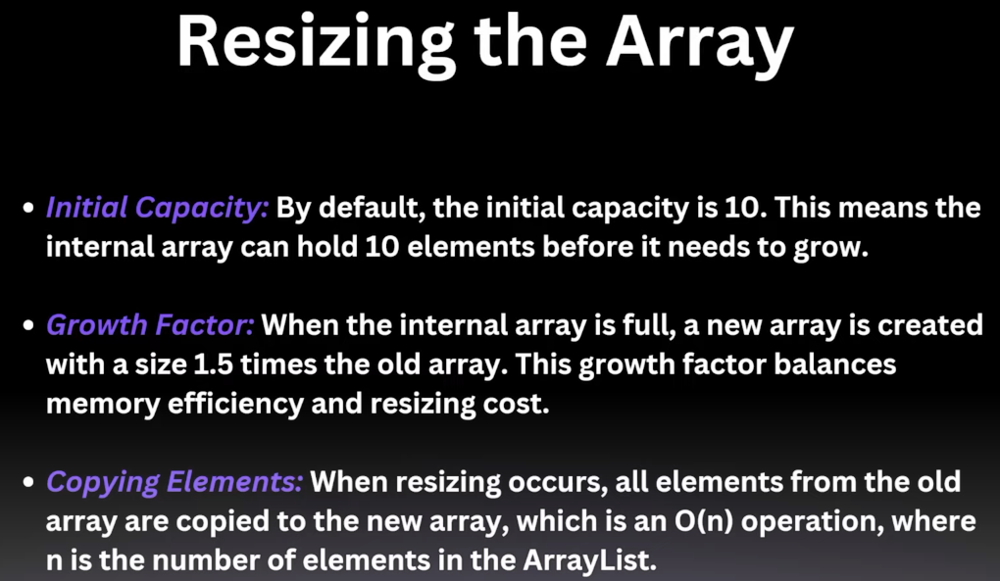 Resizing the Array
• Initial Capacity: By default, the initial capacity is 10. This means the
internal array can hold 10 elements before it needs to grow.
• Growth Factor: When the internal array is full, a new array is created
with a size 1.5 times the old array. This growth factor balances
memory efficiency and resizing cost.
• Copying Elements: When resizing occurs, all elements from the old
array are copied to the new array, which is an O(n) operation, where
n is the number of elements in the ArrayList.